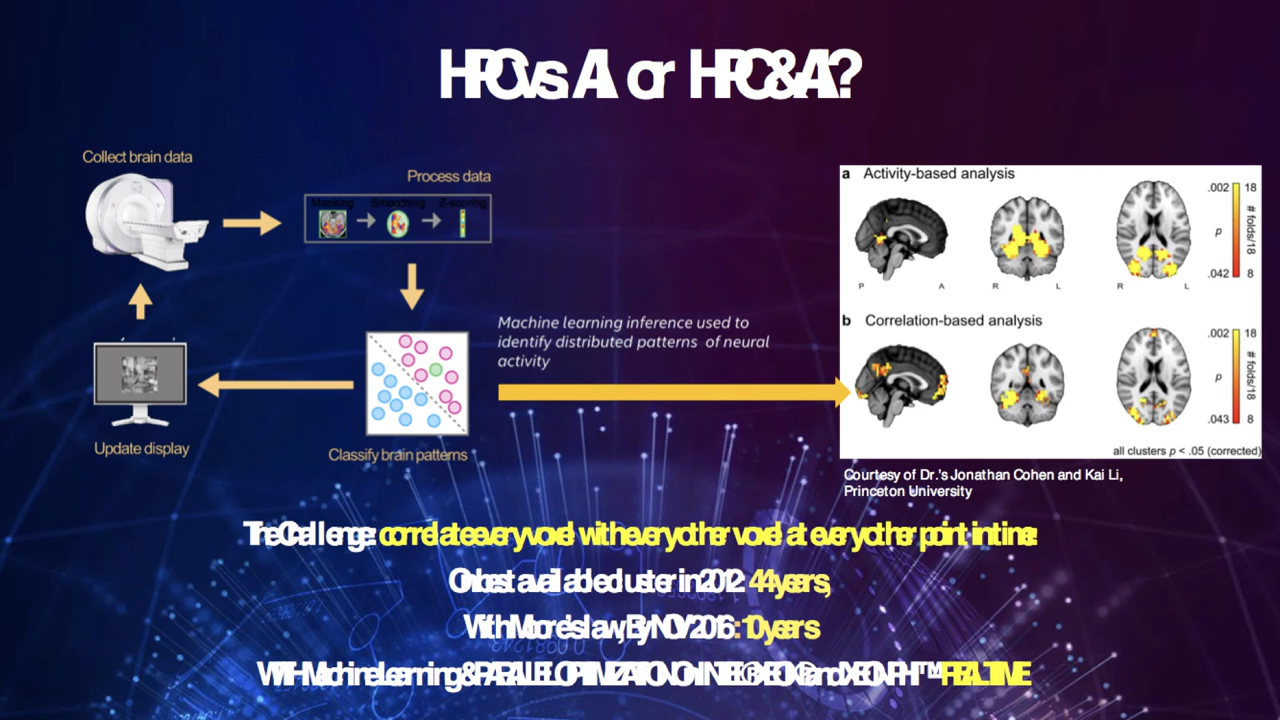 HPC vs AI or HPC & AI?
Collect brain data
Process data
Masking
Smoothing
Z-scoring
Machine learning inference used to
identify distributed patterns of neural
activity
Update display
Classify brain patterns
a Activity-based analysis
.002 18
p # folds/18
.042 8
P A R L R L
b Correlation-based analysis
.002 18
p # folds/18
.043 8
all clusters p < .05 (corrected)
Courtesy of Dr.'s Jonathan Cohen and Kai Li,
Princeton University
The Challenge: correlate every voxel with every other voxel at every other point in time:
On best available cluster in 2012: 44 years,
With Moore's law, By NOV 2016: 10 years
WITH Machine Learning & PARALLEL OPTIMIZATION On INTEL® XEON® and XEON PHI™ - REAL TIME